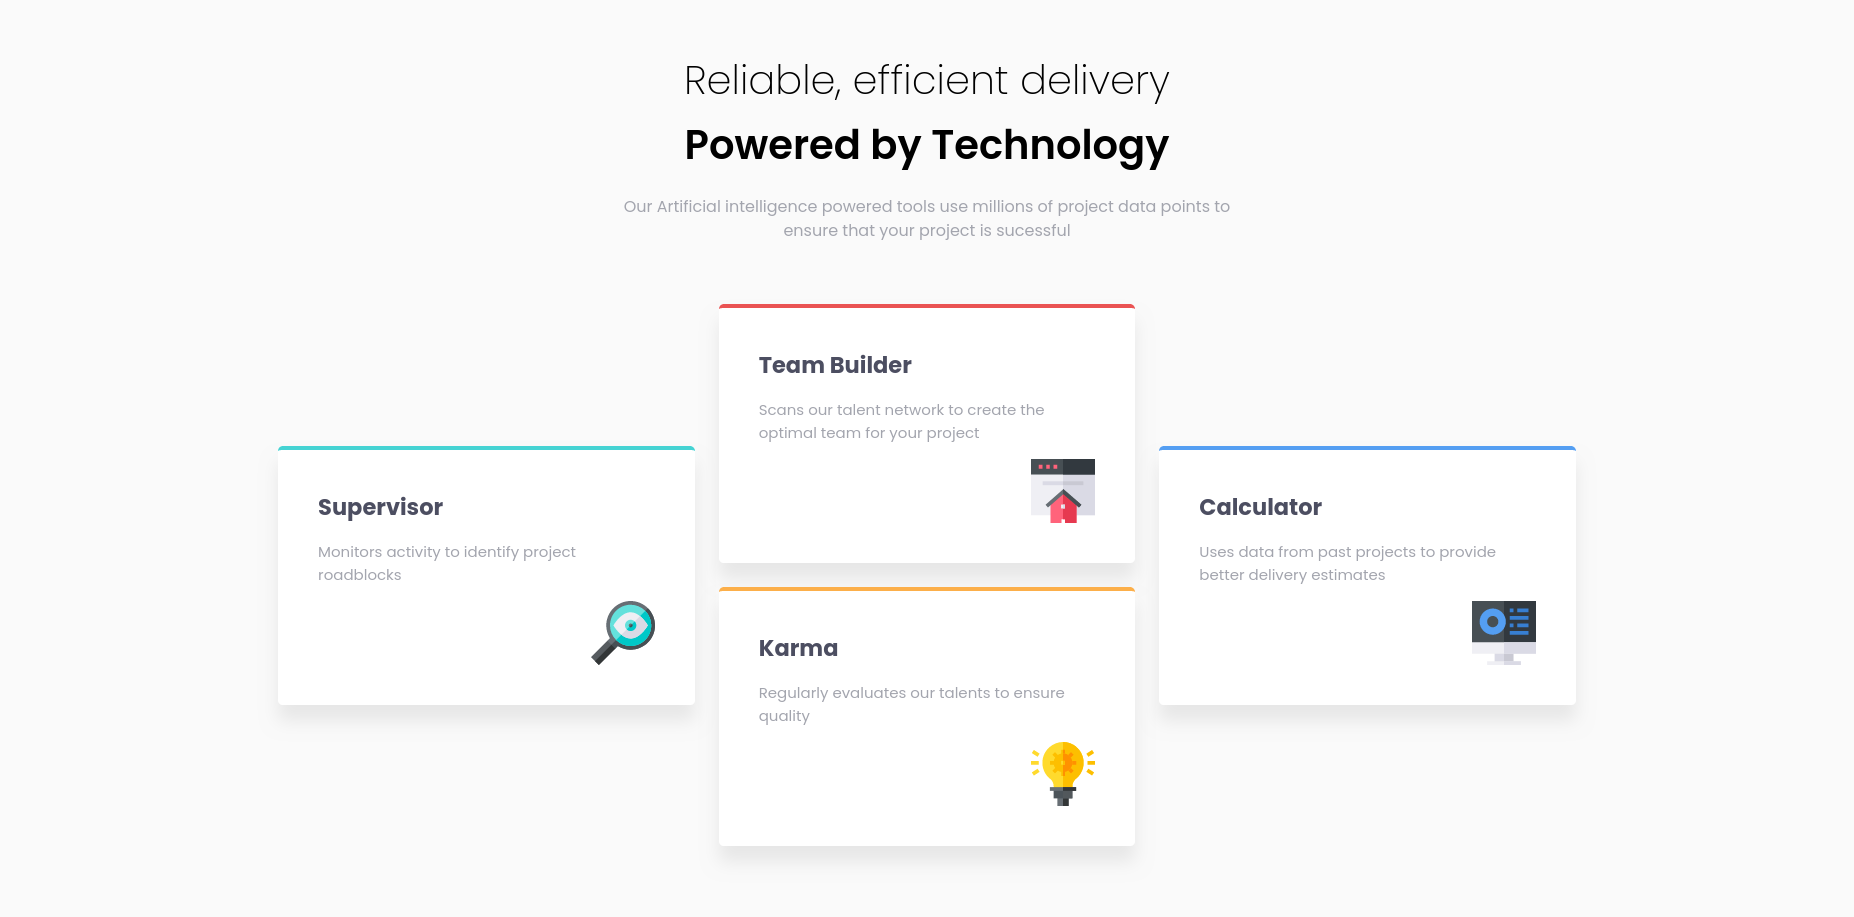 Reliable, efficient delivery
Powered by Technology
Our Artificial intelligence powered tools use millions of project data points to
ensure that your project is sucessful
Supervisor
Monitors activity to identify project
roadblocks
Team Builder
Scans our talent network to create the
optimal team for your project
Karma
Regularly evaluates our talents to ensure
quality
Calculator
Uses data from past projects to provide
better delivery estimates